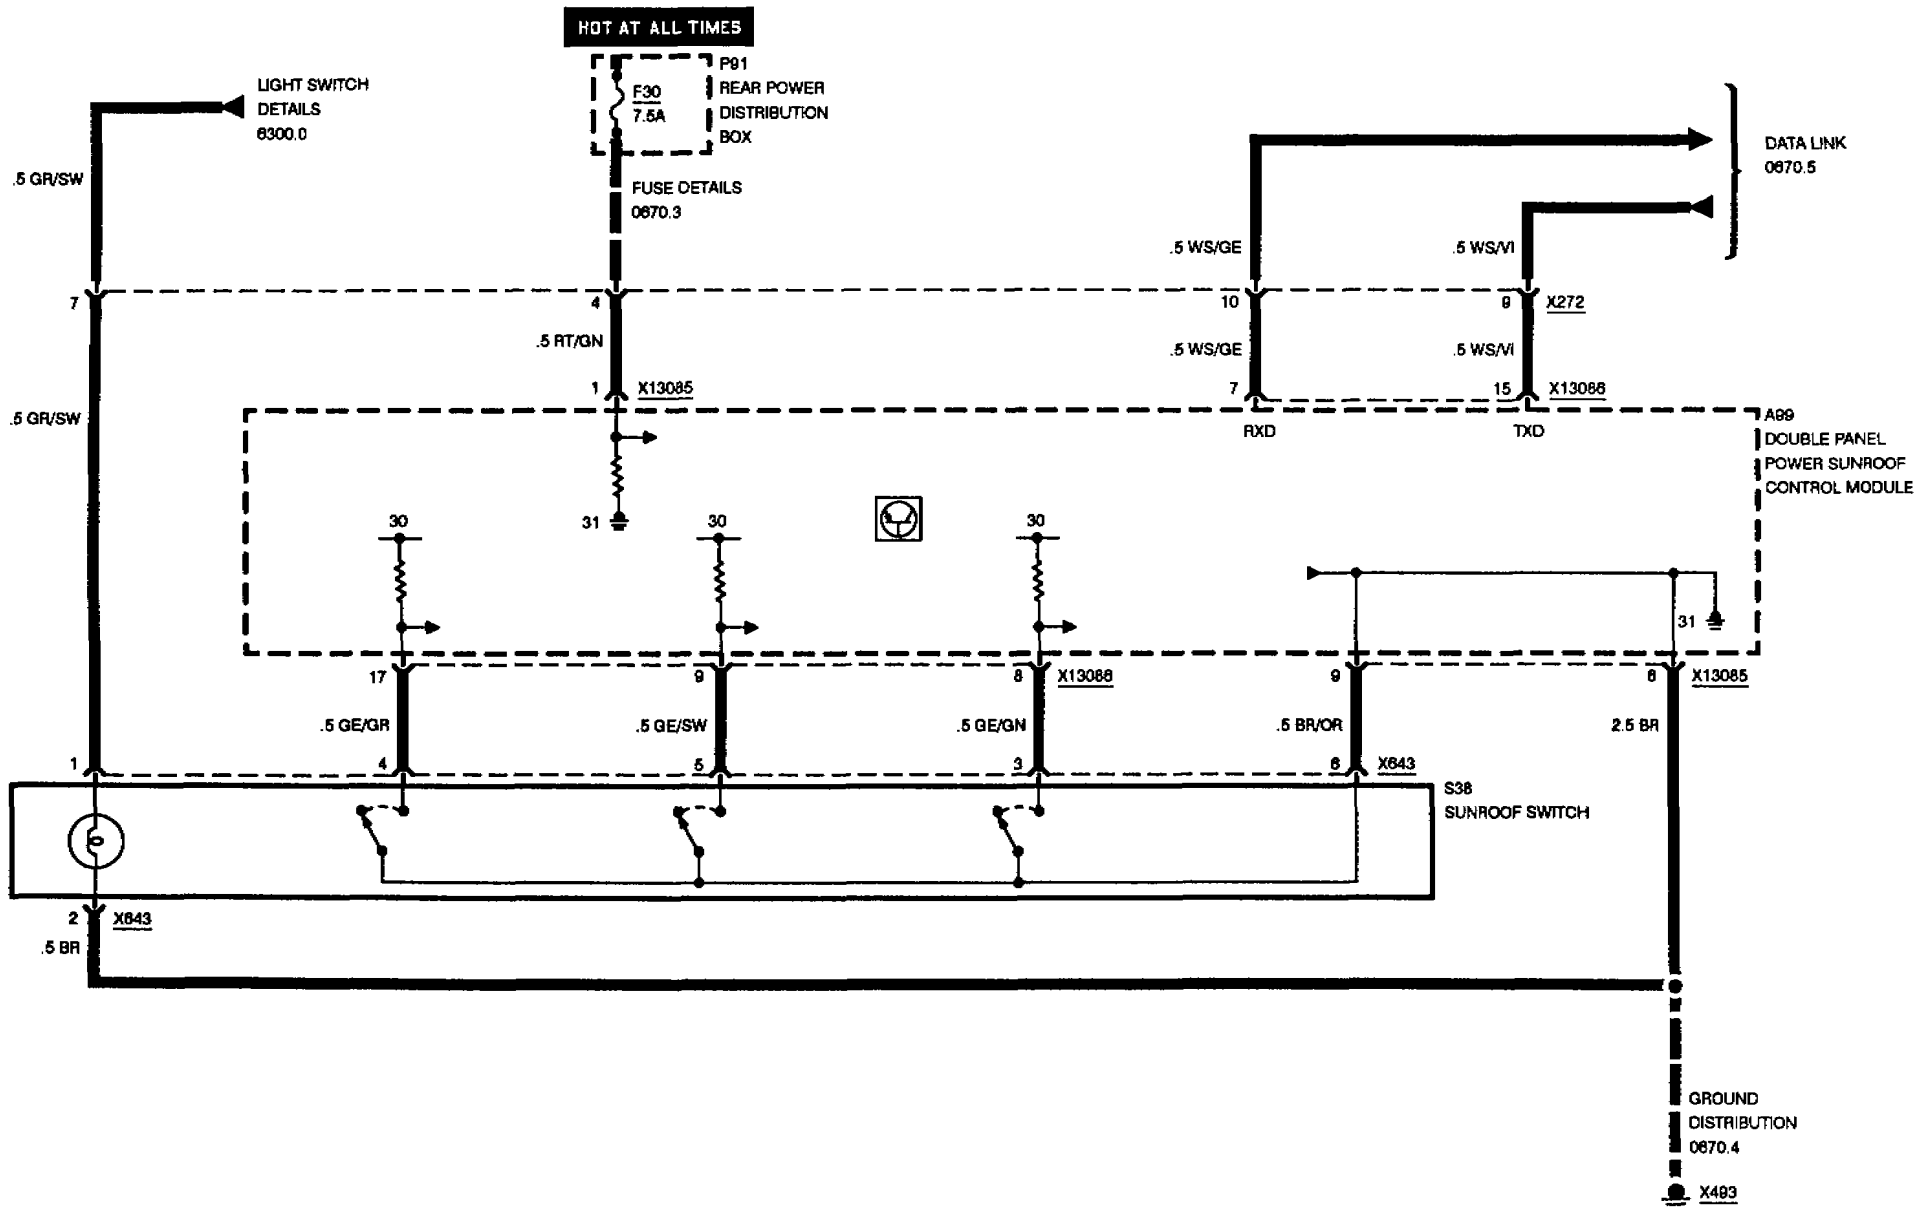 HOT AT ALL TIMES
P91
REAR POWER
DISTRIBUTION
BOX
F30
7.5A
LIGHT SWITCH
DETAILS
6300.0
DATA LINK
0670.5
.5 GR/SW
FUSE DETAILS
0670.3
.5 WS/GE
.5 WS/VI
7
4
10
9
X272
.5 RT/GN
.5 WS/GE
.5 WS/VI
1
X13085
7
15
X13086
.5 GR/SW
RXD
TXD
A99
DOUBLE PANEL
POWER SUNROOF
CONTROL MODULE
30
31
30
30
31
17
9
8
X13086
9
6
X13085
.5 GE/GR
.5 GE/SW
.5 GE/GN
.5 BR/OR
2.5 BR
1
4
5
3
6
X643
S38
SUNROOF SWITCH
2
X643
.5 BR
GROUND
DISTRIBUTION
0670.4
X493